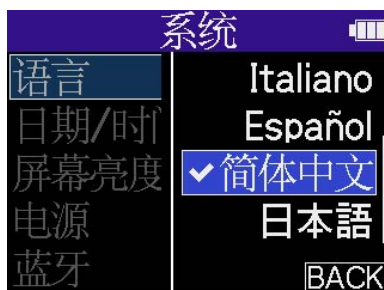 系统
语言
日期/时
屏幕亮度
电源
蓝牙
Italiano
Español
简体中文
日本語
BACK